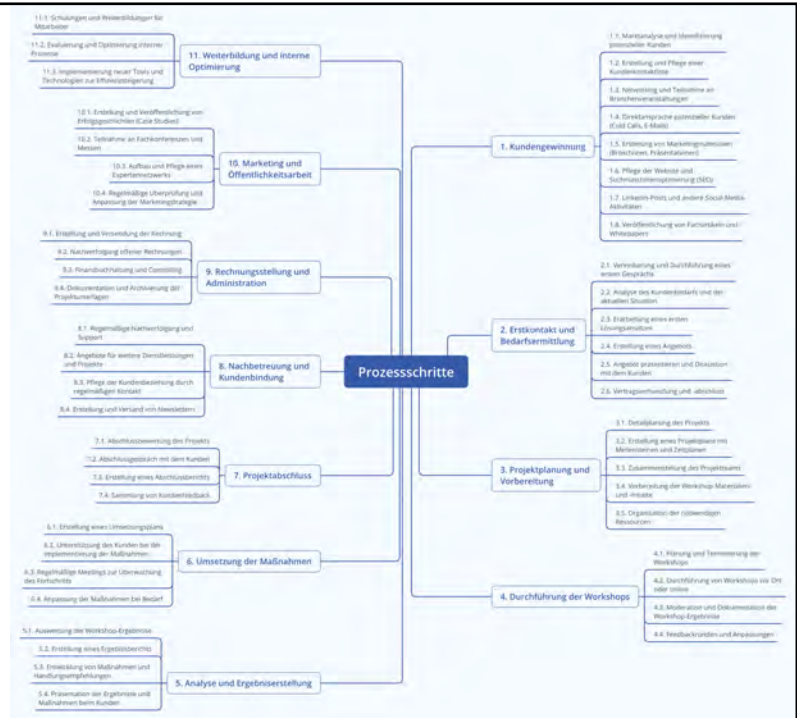 Prozessschritte
1. Kundengewinnung
1.1. Marktanalyse und Identifizierung
potenzieller Kunden
1.2. Erstellung und Pflege einer
Kundenkontaktliste
1.3. Networking und Teilnahme an
Branchenveranstaltungen
1.4. Direktansprache potenzieller Kunden
(Cold Calls, E-Mails)
1.5. Erstellung von Marketingmaterialien
(Broschüren, Präsentationen)
1.6. Pflege der Website und
Suchmaschinenoptimierung (SEO)
1.7. LinkedIn-Posts und andere Social-Media-
Aktivitäten
1.8. Veröffentlichung von Fachartikeln und
Whitepapers
2. Erstkontakt und
Bedarfsermittlung
2.1. Vereinbarung und Durchführung eines
ersten Gesprächs
2.2. Analyse des Kundenbedarfs und der
aktuellen Situation
2.3. Erarbeitung eines ersten
Lösungsansatzes
2.4. Erstellung eines Angebots
2.5. Angebot präsentieren und Diskussion
mit dem Kunden
2.6. Vertragsverhandlung und -abschluss
3. Projektplanung und
Vorbereitung
3.1. Detailplanung des Projekts
3.2. Erstellung eines Projektplans mit
Meilensteinen und Zeitplänen
3.3. Zusammenstellung des Projektteams
3.4. Vorbereitung der Workshop-Materialien
und -Inhalte
3.5. Organisation der notwendigen
Ressourcen
4. Durchführung der Workshops
4.1. Planung und Terminierung der
Workshops
4.2. Durchführung von Workshops vor Ort
oder online
4.3. Moderation und Dokumentation der
Workshop-Ergebnisse
4.4. Feedbackrunden und Anpassungen
5. Analyse und Ergebniserstellung
5.1. Auswertung der Workshop-Ergebnisse
5.2. Erstellung eines Ergebnisberichts
5.3. Entwicklung von Maßnahmen und
Handlungsempfehlungen
5.4. Präsentation der Ergebnisse und
Maßnahmen beim Kunden
6. Umsetzung der Maßnahmen
6.1. Erstellung eines Umsetzungsplans
6.2. Unterstützung des Kunden bei der
Implementierung der Maßnahmen
6.3. Regelmäßige Meetings zur Überwachung
des Fortschritts
6.4. Anpassung der Maßnahmen bei Bedarf
7. Projektabschluss
7.1. Abschlussbewertung des Projekts
7.2. Abschlussgespräch mit dem Kunden
7.3. Erstellung eines Abschlussberichts
7.4. Sammlung von Kundenfeedback
8. Nachbetreuung und
Kundenbindung
8.1. Regelmäßige Nachverfolgung und
Support
8.2. Angebote für weitere Dienstleistungen
und Projekte
8.3. Pflege der Kundenbeziehung durch
regelmäßigen Kontakt
8.4. Erstellung und Versand von Newslettern
9. Rechnungsstellung und
Administration
9.1. Erstellung und Versendung der Rechnung
9.2. Nachverfolgung offener Rechnungen
9.3. Finanzbuchhaltung und Controlling
9.4. Dokumentation und Archivierung der
Projektunterlagen
10. Marketing und
Öffentlichkeitsarbeit
10.1. Erstellung und Veröffentlichung von
Erfolgsgeschichten (Case Studies)
10.2. Teilnahme an Fachkonferenzen und
Messen
10.3. Aufbau und Pflege eines
Expertennetzwerks
10.4. Regelmäßige Überprüfung und
Anpassung der Marketingstrategie
11. Weiterbildung und interne
Optimierung
11.1. Schulungen und Weiterbildungen für
Mitarbeiter
11.2. Evaluierung und Optimierung interner
Prozesse
11.3. Implementierung neuer Tools und
Technologien zur Effizienzsteigerung